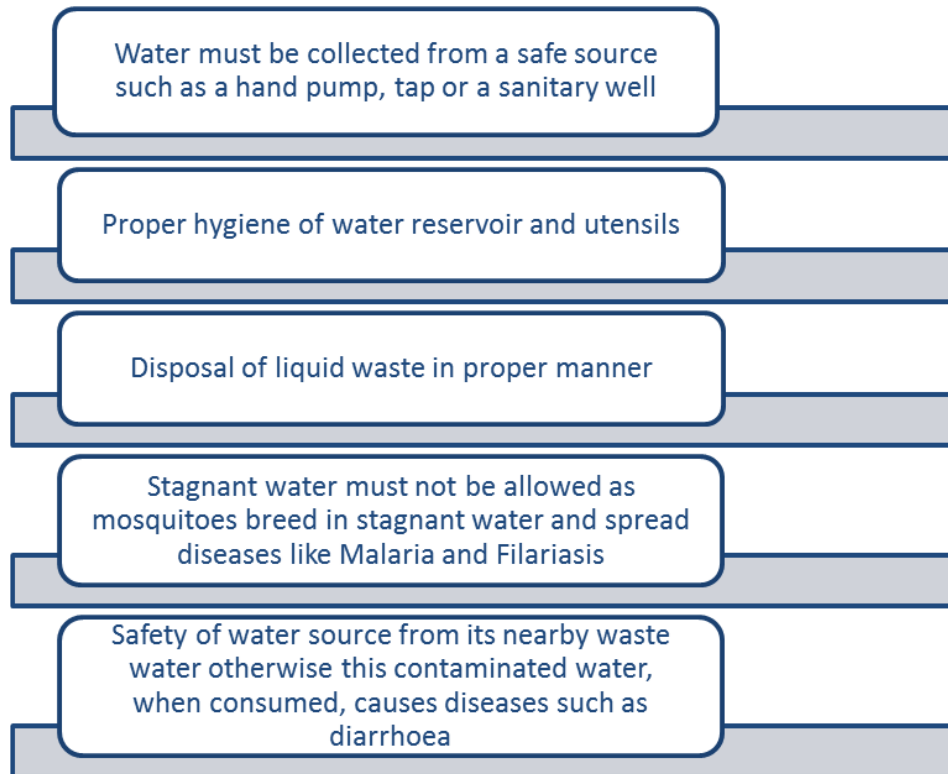 Water must be collected from a safe source
such as a hand pump, tap or a sanitary well
Proper hygiene of water reservoir and utensils
Disposal of liquid waste in proper manner
Stagnant water must not be allowed as
mosquitoes breed in stagnant water and spread
diseases like Malaria and Filariasis
Safety of water source from its nearby waste
water otherwise this contaminated water,
when consumed, causes diseases such as
diarrhoea